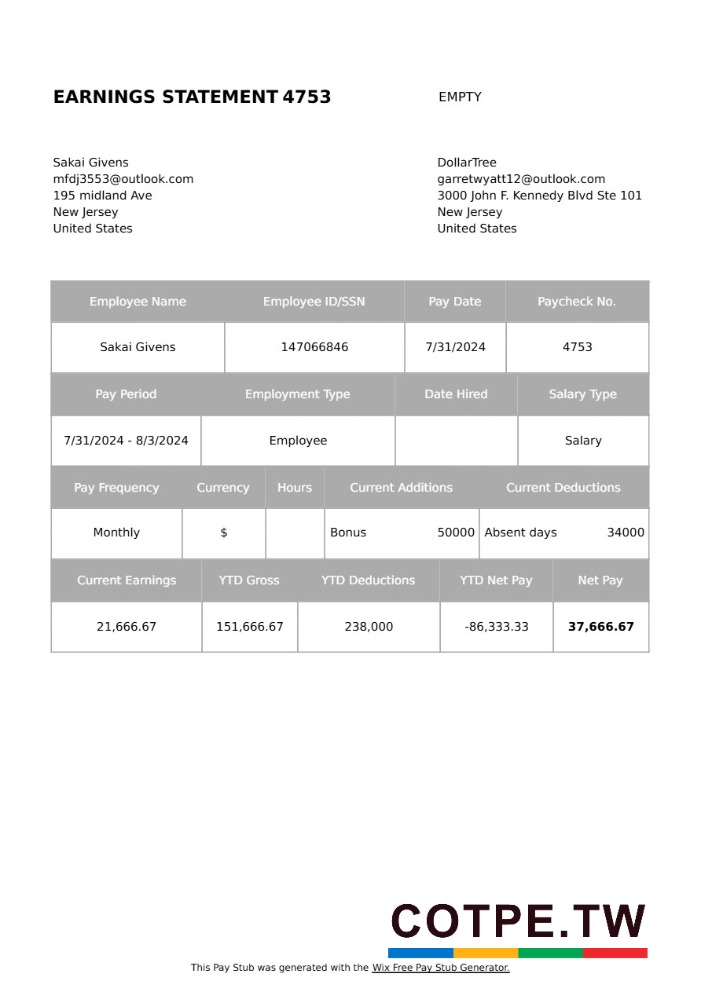 EARNINGS STATEMENT 4753 EMPTY
Sakai Givens DollarTree
mfdj3553@outlook.com garretwyatt12@outlook.com
195 midland Ave 3000 John F. Kennedy Blvd Ste 101
New Jersey New Jersey
United States United States
Employee Name Employee ID/SSN Pay Date Paycheck No.
Sakai Givens 147066846 7/31/2024 4753
Pay Period Employment Type Date Hired Salary Type
7/31/2024 - 8/3/2024 Employee Salary
Pay Frequency Currency Hours Current Additions Current Deductions
Monthly $ Bonus 50000 Absent days 34000
Current Earnings YTD Gross YTD Deductions YTD Net Pay Net Pay
21,666.67 151,666.67 238,000 -86,333.33 37,666.67
COTPE.TW
This Pay Stub was generated with the Wix Free Pay Stub Generator.